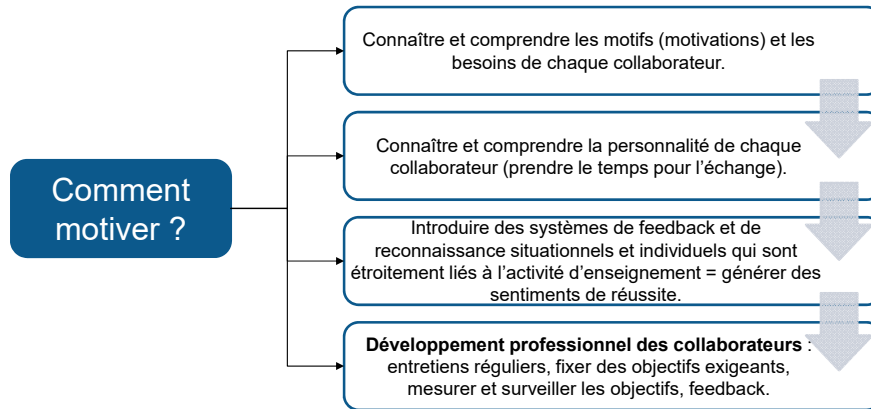 Connaître et comprendre les motifs (motivations) et les
besoins de chaque collaborateur.
Connaître et comprendre la personnalité de chaque
collaborateur (prendre le temps pour l’échange).
Comment
motiver ?
Introduire des systèmes de feedback et de
reconnaissance situationnels et individuels qui sont
étroitement liés à l’activité d’enseignement = générer des
sentiments de réussite.
Développement professionnel des collaborateurs :
entretiens réguliers, fixer des objectifs exigeants,
mesurer et surveiller les objectifs, feedback.